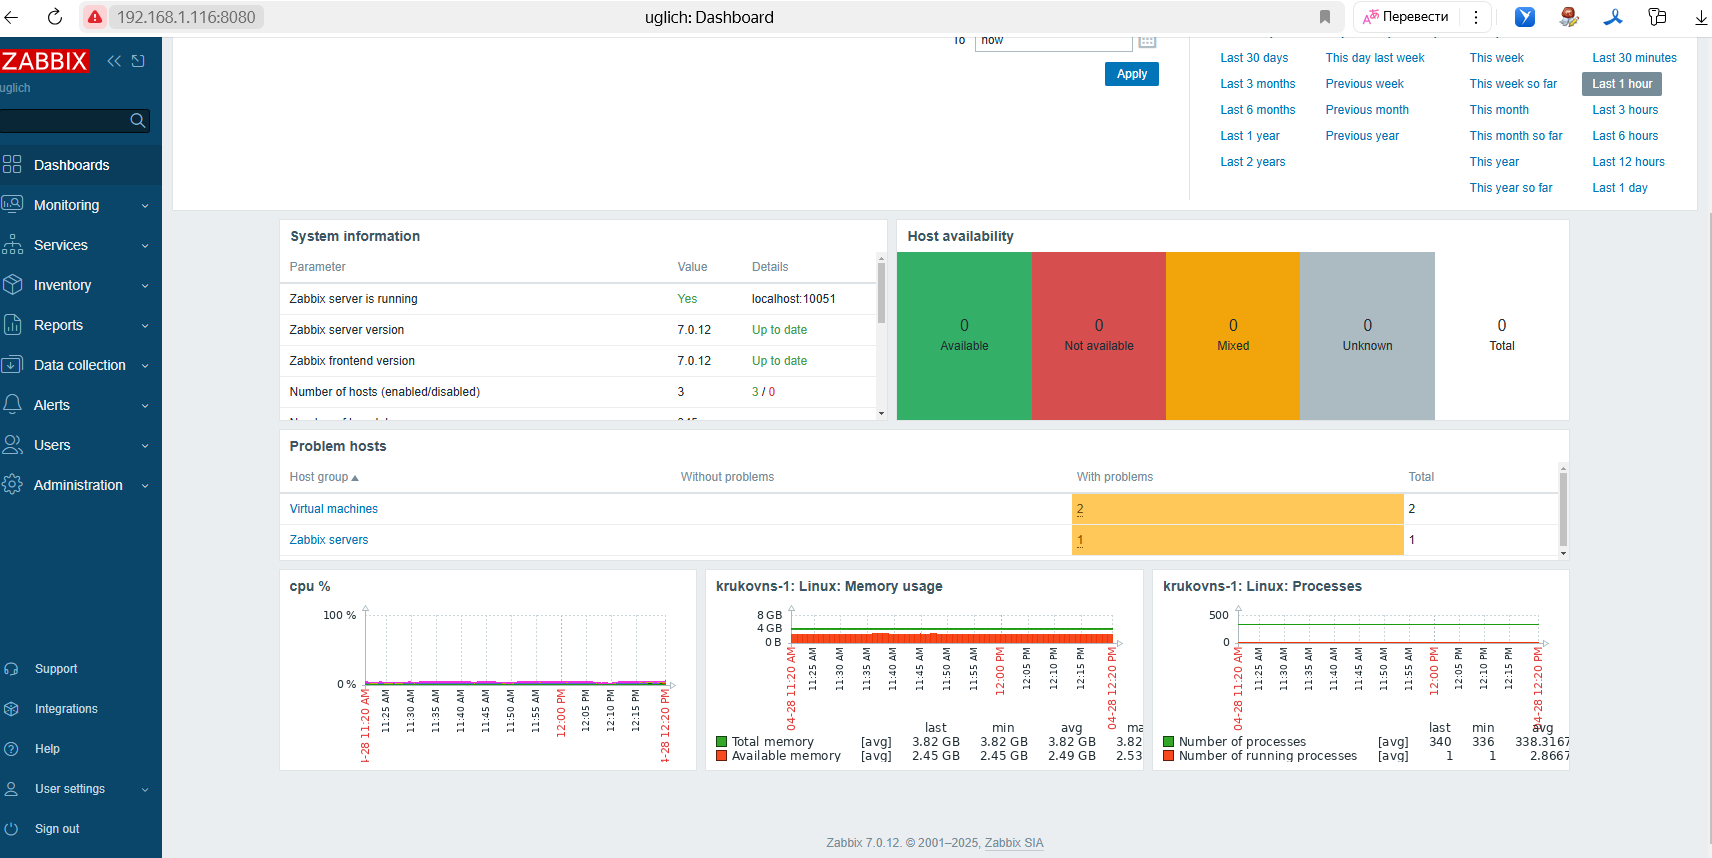 192.168.1.116:8080
uglich: Dashboard
Перевести
ZABBIX
uglich
Dashboards
Monitoring
Services
Inventory
Reports
Data collection
Alerts
Users
Administration
Support
Integrations
Help
User settings
Sign out
To now
Apply
Last 30 days This day last week This week Last 30 minutes
Last 3 months Previous week This week so far Last 1 hour
Last 6 months Previous month This month Last 3 hours
Last 1 year Previous year This month so far Last 6 hours
Last 2 years This year Last 12 hours
This year so far Last 1 day
System information
Parameter Value Details
Zabbix server is running Yes localhost:10051
Zabbix server version 7.0.12 Up to date
Zabbix frontend version 7.0.12 Up to date
Number of hosts (enabled/disabled) 3 3 / 0
Host availability
0 0 0 0 0
Available Not available Mixed Unknown Total
Problem hosts
Host group Without problems With problems Total
Virtual machines 2 2
Zabbix servers 1 1
cpu %
100 %
0 %
4-28 11:20 AM 11:25 AM 11:30 AM 11:35 AM 11:40 AM 11:45 AM 11:50 AM 11:55 AM 12:00 PM 12:05 PM 12:10 PM 12:15 PM 4-28 12:20 PM
krukovns-1: Linux: Memory usage
8 GB
4 GB
0 B
04-28 11:20 AM 11:25 AM 11:30 AM 11:35 AM 11:40 AM 11:45 AM 11:50 AM 11:55 AM 12:00 PM 12:05 PM 12:10 PM 12:15 PM 04-28 12:20 PM
last min avg ma
Total memory [avg] 3.82 GB 3.82 GB 3.82 GB 3.82
Available memory [avg] 2.45 GB 2.45 GB 2.49 GB 2.53
krukovns-1: Linux: Processes
500
0
04-28 11:20 AM 11:25 AM 11:30 AM 11:35 AM 11:40 AM 11:45 AM 11:50 AM 11:55 AM 12:00 PM 12:05 PM 12:10 PM 12:15 PM 04-28 12:20 PM
last min avg
Number of processes [avg] 340 336 338.3167
Number of running processes [avg] 1 1 2.8667
Zabbix 7.0.12. © 2001–2025, Zabbix SIA